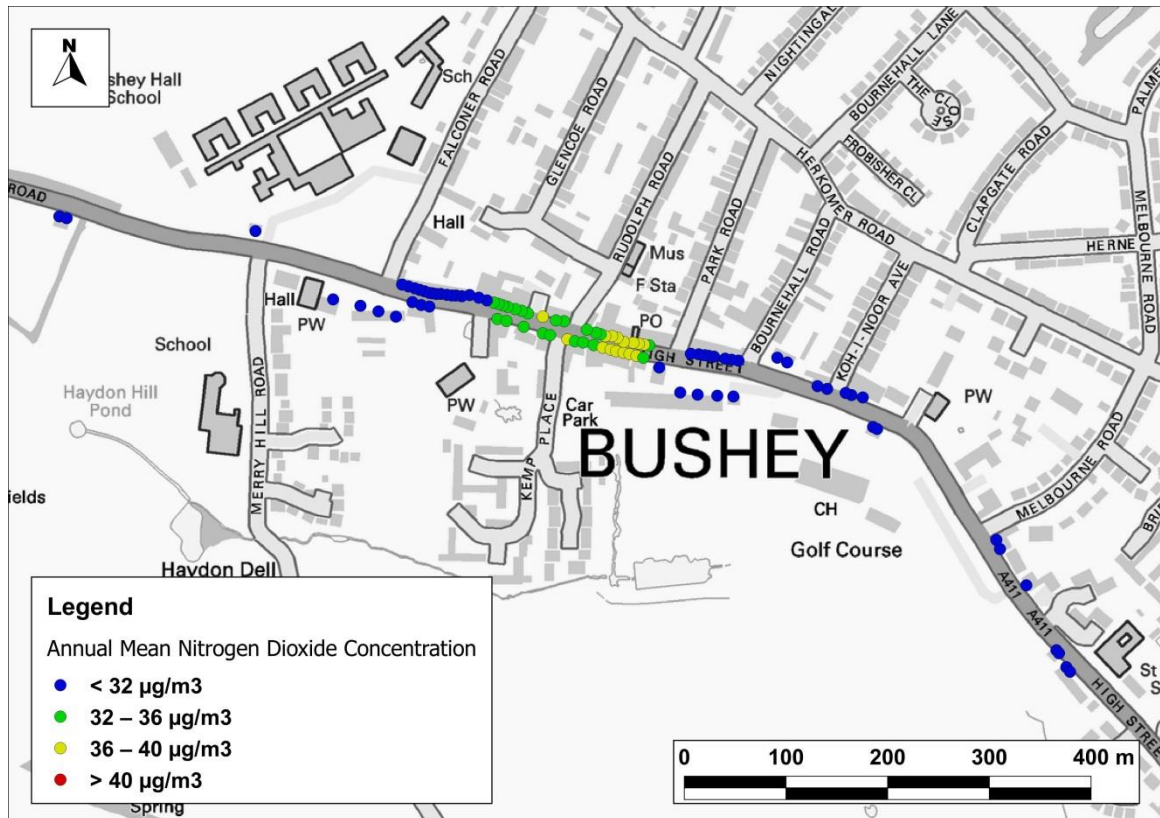 N
shey Hall
School
Sch
FALCONER ROAD
GLENCOE ROAD
RUDOLPH ROAD
NIGHTINGAL
BOURNEHALL LANE
THE CLOSE
FROBISHER CL
PALME
HERKOMER ROAD
CLAPGATE ROAD
MELBOURNE ROAD
HERNE
PARK ROAD
BOURNEHALL ROAD
KOH-I-NOOR AVE
ROAD
Hall
Mus
F Sta
PO
Hall
PW
School
IGH STREET
MERRY HILL ROAD
Haydon Hill
Pond
PW
KEMP PLACE
Car
Park
BUSHEY
PW
MELBOURNE ROAD
BRI
CH
Golf Course
ields
Haydon Dell
A411
A411
HIGH STREE
St
S
Legend
Annual Mean Nitrogen Dioxide Concentration
< 32 µg/m3
32 – 36 µg/m3
36 – 40 µg/m3
> 40 µg/m3
Spring
0 100 200 300 400 m